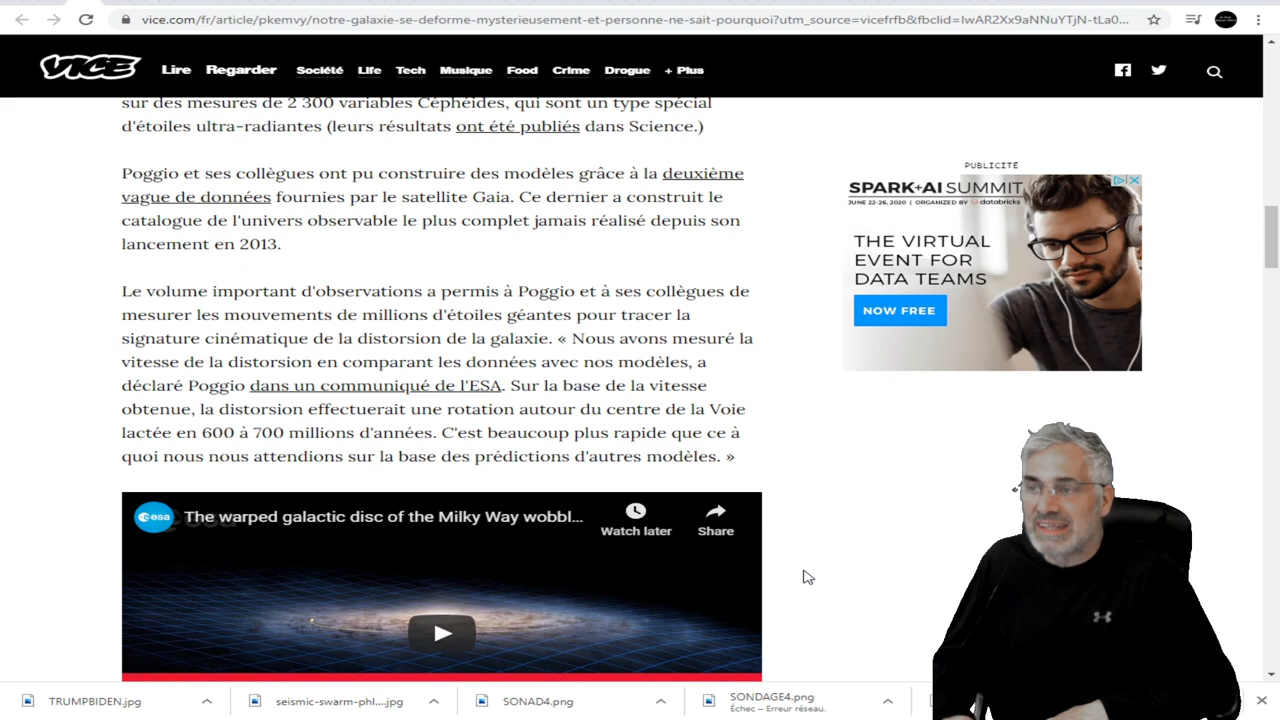 vice.com/fr/article/pkemvy/notre-galaxie-se-deforme-mysterieusement-et-personne-ne-sait-pourquoi?utm_source=vicefrfb&fbclid=IwAR2Xx9aNNuYTjN-tLa0...
VICE Lire Regarder Société Life Tech Musique Food Crime Drogue + Plus
sur des mesures de 2 300 variables Céphéides, qui sont un type spécial
d'étoiles ultra-radiantes (leurs résultats ont été publiés dans Science.)
Poggio et ses collègues ont pu construire des modèles grâce à la deuxième
vague de données fournies par le satellite Gaia. Ce dernier a construit le
catalogue de l'univers observable le plus complet jamais réalisé depuis son
lancement en 2013.
Le volume important d'observations a permis à Poggio et à ses collègues de
mesurer les mouvements de millions d'étoiles géantes pour tracer la
signature cinématique de la distorsion de la galaxie. « Nous avons mesuré la
vitesse de la distorsion en comparant les données avec nos modèles, a
déclaré Poggio dans un communiqué de l'ESA. Sur la base de la vitesse
obtenue, la distorsion effectuerait une rotation autour du centre de la Voie
lactée en 600 à 700 millions d'années. C'est beaucoup plus rapide que ce à
quoi nous nous attendions sur la base des prédictions d'autres modèles. »
PUBLICITÉ
SPARK+AI SUMMIT
JUNE 22-26, 2020 | ORGANIZED BY databricks
THE VIRTUAL
EVENT FOR
DATA TEAMS
NOW FREE
esa The warped galactic disc of the Milky Way wobbl...
Watch later Share
TRUMPBIDEN.jpg
seismic-swarm-phl....jpg
SONAD4.png
SONDAGE4.png
Échec – Erreur réseau.